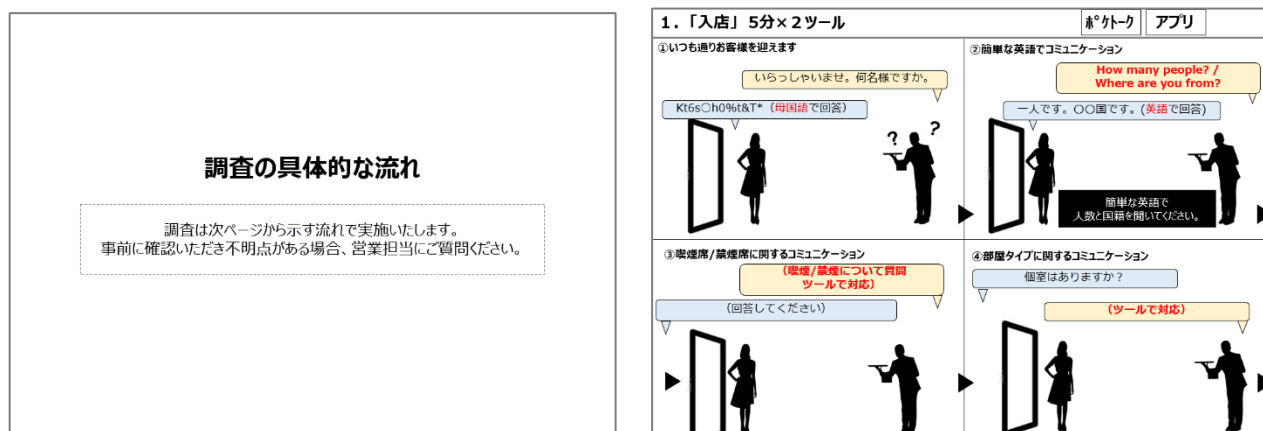 調査の具体的な流れ
調査は次ページから示す流れで実施いたします。
事前に確認いただき不明点がある場合、営業担当にご質問ください。
1．「入店」5分×2ツール
ﾎﾟｹﾄｰｸ
アプリ
①いつも通りお客様を迎えます
いらっしゃいませ。何名様ですか。
Kt6s○h0%t&T*（母国語で回答）
? ?
②簡単な英語でコミュニケーション
How many people? /
Where are you from?
一人です。〇〇国です。(英語で回答)
簡単な英語で
人数と国籍を聞いてください。
③喫煙席/禁煙席に関するコミュニケーション
（喫煙/禁煙について質問
ツールで対応）
（回答してください）
④部屋タイプに関するコミュニケーション
個室はありますか？
（ツールで対応）